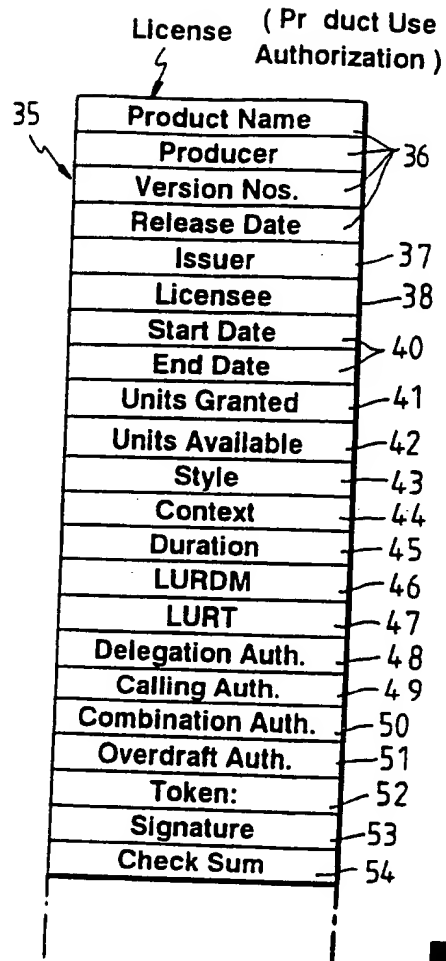 License
( Pr duct Use
Authorization )
35
Product Name
Producer
36
Version Nos.
Release Date
Issuer
37
Licensee
38
Start Date
40
End Date
Units Granted
41
Units Available
42
Style
43
Context
44
Duration
45
LURDM
46
LURT
47
Delegation Auth.
48
Calling Auth.
49
Combination Auth.
50
Overdraft Auth.
51
Token:
52
Signature
53
Check Sum
54